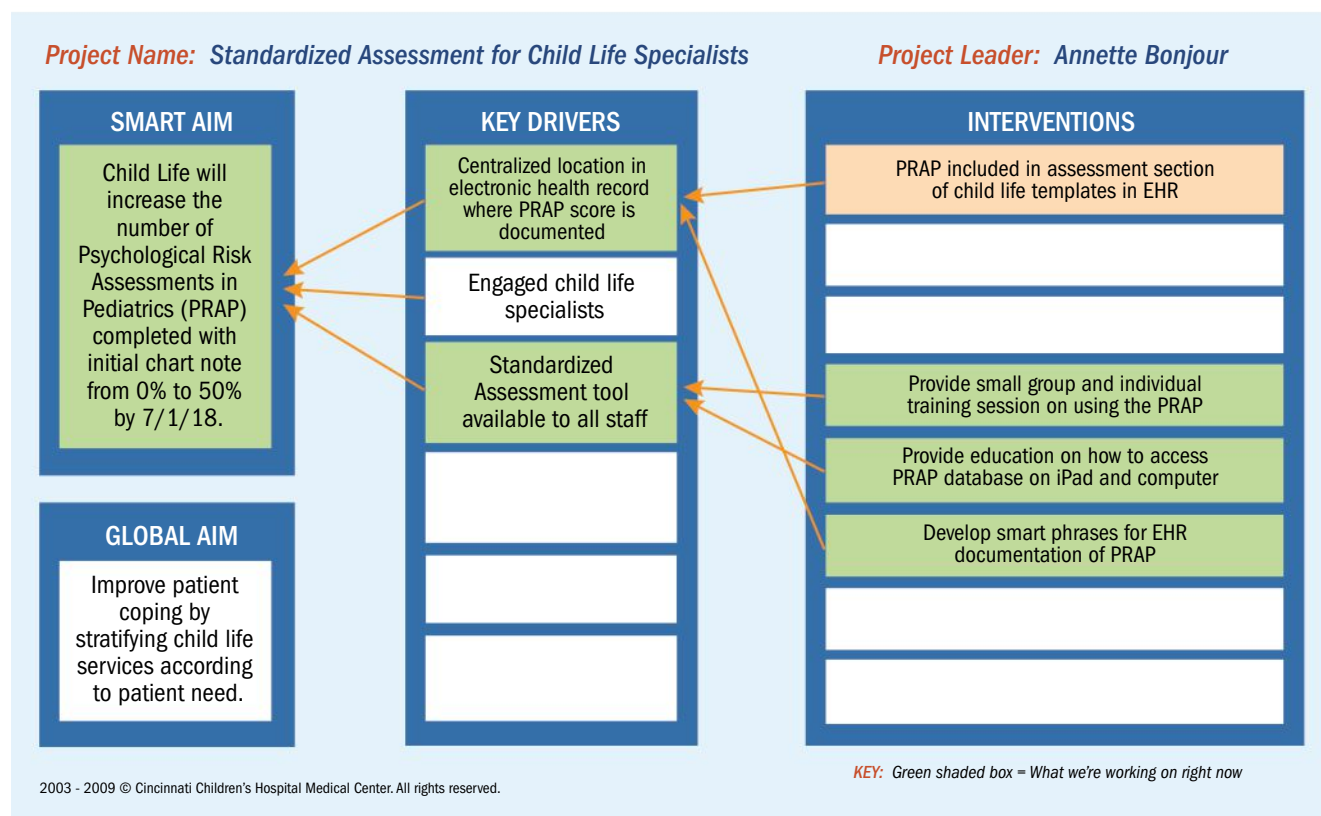 Project Name: Standardized Assessment for Child Life Specialists
Project Leader: Annette Bonjour
SMART AIM
Child Life will
increase the
number of
Psychological Risk
Assessments in
Pediatrics (PRAP)
completed with
initial chart note
from 0% to 50%
by 7/1/18.
GLOBAL AIM
Improve patient
coping by
stratifying child life
services according
to patient need.
KEY DRIVERS
Centralized location in
electronic health record
where PRAP score is
documented
Engaged child life
specialists
Standardized
Assessment tool
available to all staff
INTERVENTIONS
PRAP included in assessment section
of child life templates in EHR
Provide small group and individual
training session on using the PRAP
Provide education on how to access
PRAP database on iPad and computer
Develop smart phrases for EHR
documentation of PRAP
KEY: Green shaded box = What we're working on right now
2003 - 2009 © Cincinnati Children's Hospital Medical Center. All rights reserved.